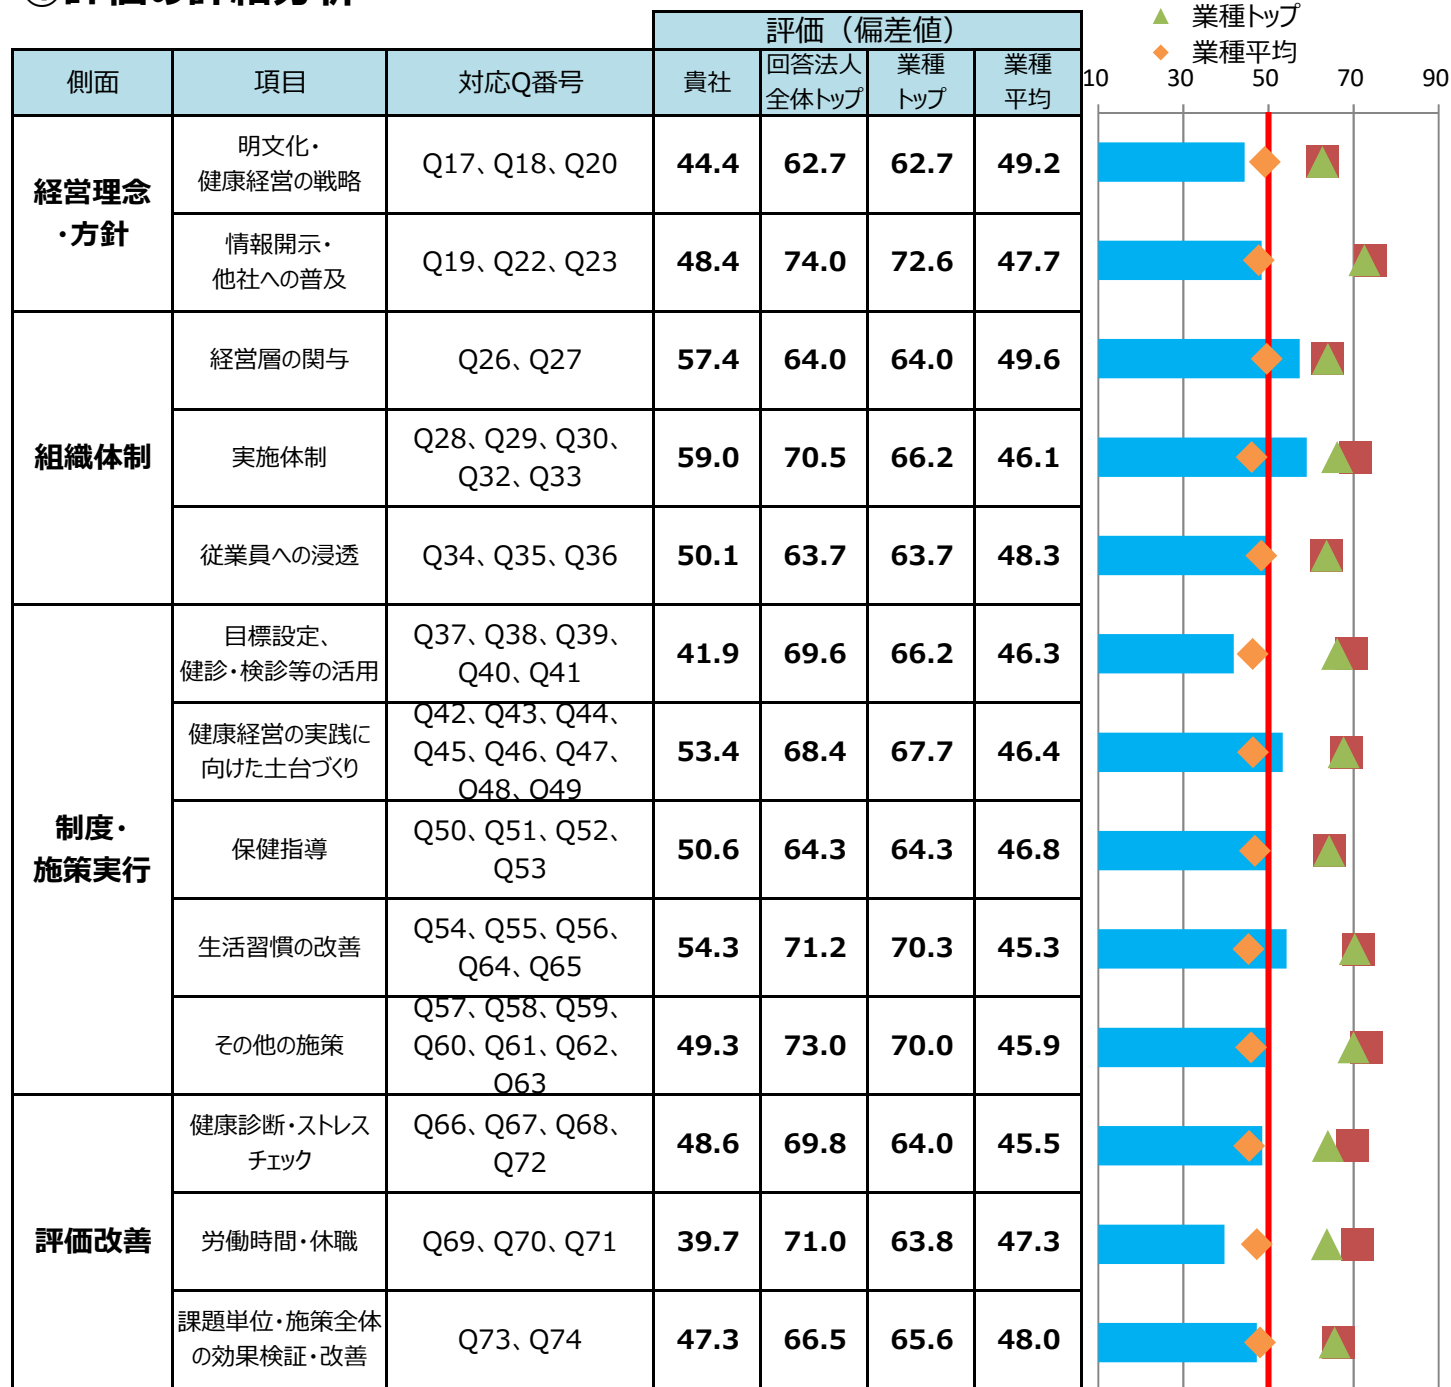 ①評価の詳細分析
▲ 業種トップ
◆ 業種平均
評価（偏差値）
側面 項目 対応Q番号 貴社 回答法人 業種 業種
全体トップ トップ 平均
10 30 50 70 90
経営理念
・方針
明文化・
健康経営の戦略
Q17、Q18、Q20 44.4 62.7 62.7 49.2
情報開示・
他社への普及
Q19、Q22、Q23 48.4 74.0 72.6 47.7
組織体制
経営層の関与 Q26、Q27 57.4 64.0 64.0 49.6
実施体制
Q28、Q29、Q30、
Q32、Q33
59.0 70.5 66.2 46.1
従業員への浸透 Q34、Q35、Q36 50.1 63.7 63.7 48.3
制度・
施策実行
目標設定、
健診・検診等の活用
Q37、Q38、Q39、
Q40、Q41
41.9 69.6 66.2 46.3
健康経営の実践に
向けた土台づくり
Q42、Q43、Q44、
Q45、Q46、Q47、
Q48、Q49
53.4 68.4 67.7 46.4
保健指導
Q50、Q51、Q52、
Q53
50.6 64.3 64.3 46.8
生活習慣の改善
Q54、Q55、Q56、
Q64、Q65
54.3 71.2 70.3 45.3
その他の施策
Q57、Q58、Q59、
Q60、Q61、Q62、
Q63
49.3 73.0 70.0 45.9
評価改善
健康診断・ストレス
チェック
Q66、Q67、Q68、
Q72
48.6 69.8 64.0 45.5
労働時間・休職 Q69、Q70、Q71 39.7 71.0 63.8 47.3
課題単位・施策全体
の効果検証・改善
Q73、Q74 47.3 66.5 65.6 48.0